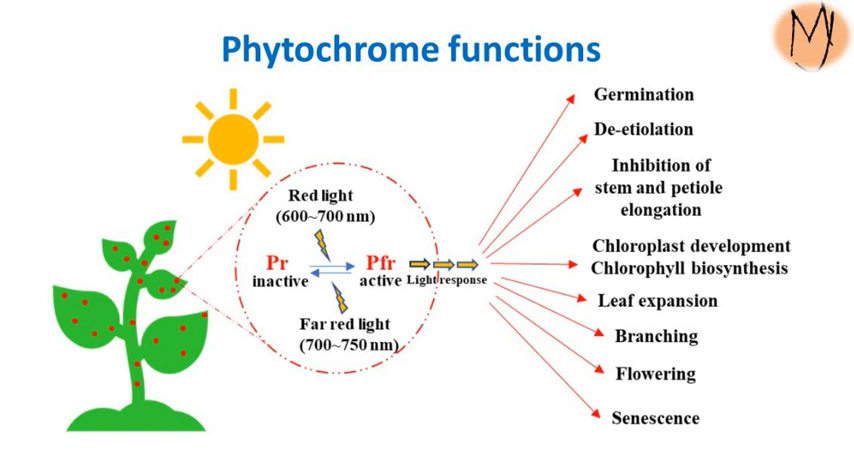 Phytochrome functions
MJ
Germination
De-etiolation
Inhibition of
stem and petiole
elongation
Chloroplast development
Chlorophyll biosynthesis
Leaf expansion
Branching
Flowering
Senescence
Red light
(600~700 nm)
Pr
inactive
Pfr
active
Light response
Far red light
(700~750 nm)